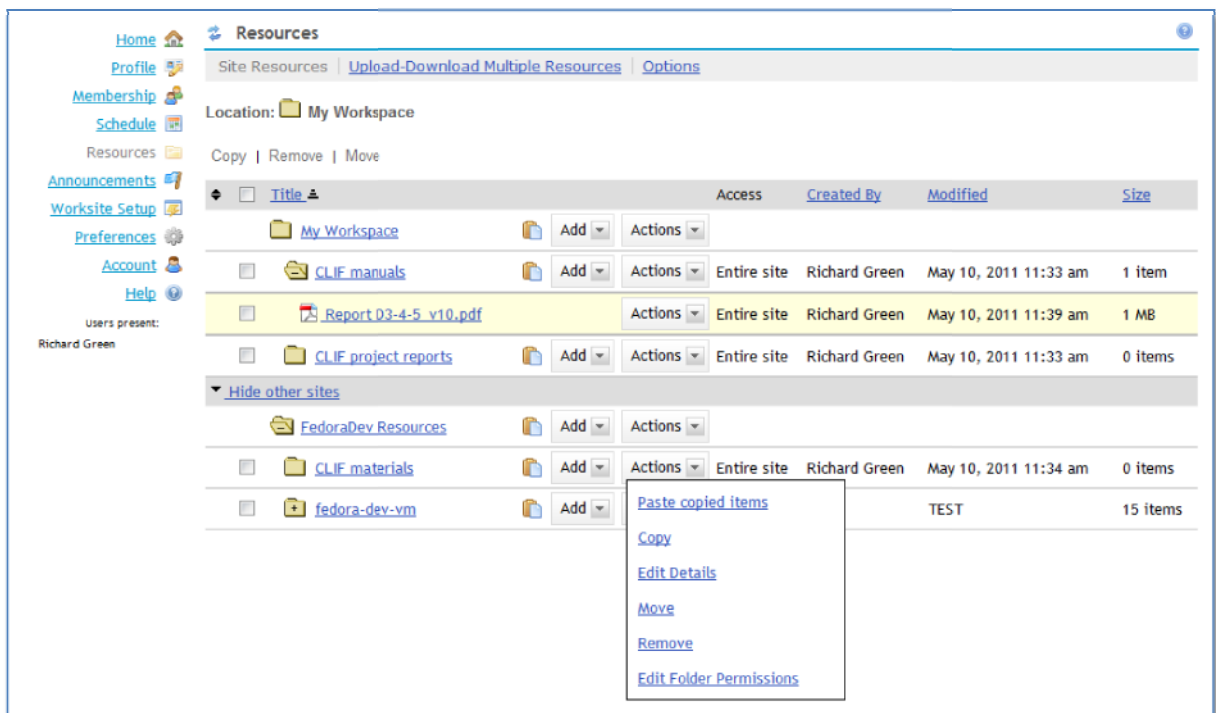 Home
Profile
Membership
Schedule
Resources
Announcements
Worksite Setup
Preferences
Account
Help
Users present:
Richard Green
Resources
Site Resources | Upload-Download Multiple Resources | Options
Location: My Workspace
Copy | Remove | Move
Title Access Created By Modified Size
My Workspace Add Actions
CLIF manuals Add Actions Entire site Richard Green May 10, 2011 11:33 am 1 item
Report D3-4-5 v10.pdf Actions Entire site Richard Green May 10, 2011 11:39 am 1 MB
CLIF project reports Add Actions Entire site Richard Green May 10, 2011 11:33 am 0 items
Hide other sites
FedoraDev Resources Add Actions
CLIF materials Add Actions Entire site Richard Green May 10, 2011 11:34 am 0 items
fedora-dev-vm Add TEST 15 items
Paste copied items
Copy
Edit Details
Move
Remove
Edit Folder Permissions